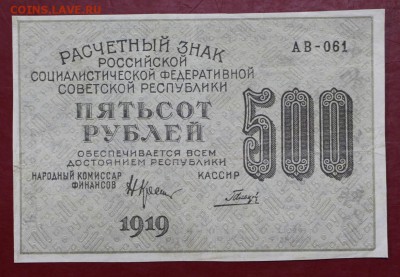 COINS.LAVE.RU
РАСЧЕТНЫЙ ЗНАК
АВ-061
РОССИЙСКОЙ
СОЦИАЛИСТИЧЕСКОЙ ФЕДЕРАТИВНОЙ
СОВЕТСКОЙ РЕСПУБЛИКИ
ПЯТЬСОТ
РУБЛЕЙ
500
ОБЕСПЕЧИВАЕТСЯ ВСЕМ
ДОСТОЯНИЕМ РЕСПУБЛИКИ
НАРОДНЫЙ КОМИССАР
ФИНАНСОВ
КАССИР
1919